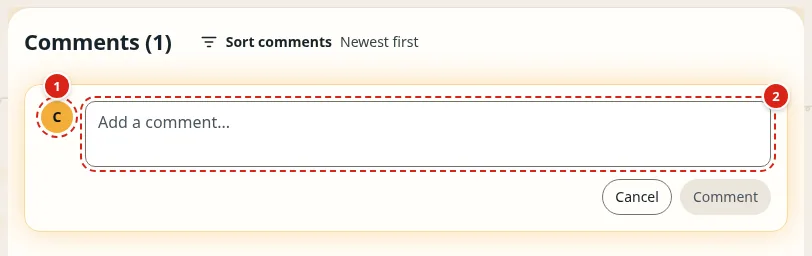 Comments (1)
Sort comments Newest first
1
2
C
Add a comment...
Cancel
Comment